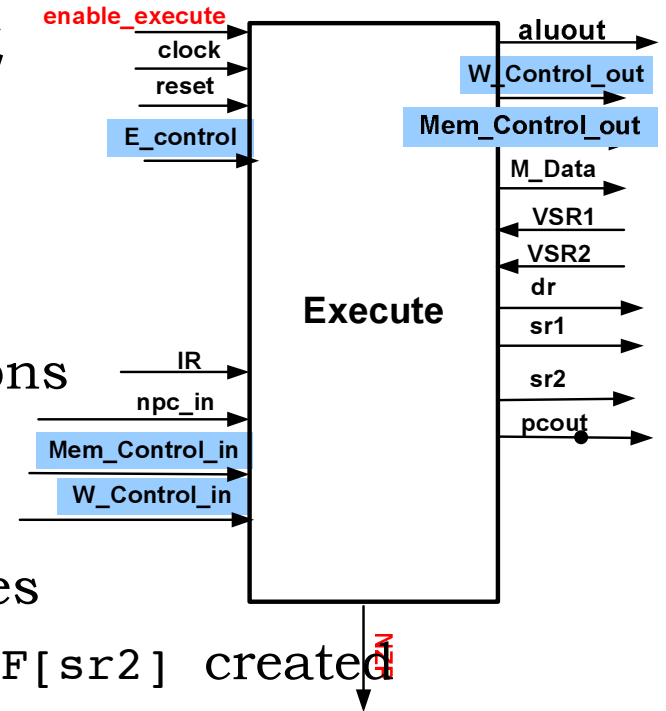 enable_execute
clock
reset
E_control
aluout
W_Control_out
Mem_Control_out
M_Data
VSR1
VSR2
dr
sr1
sr2
pcout
Execute
IR
npc_in
Mem_Control_in
W_Control_in
ons
es
F[sr2] created